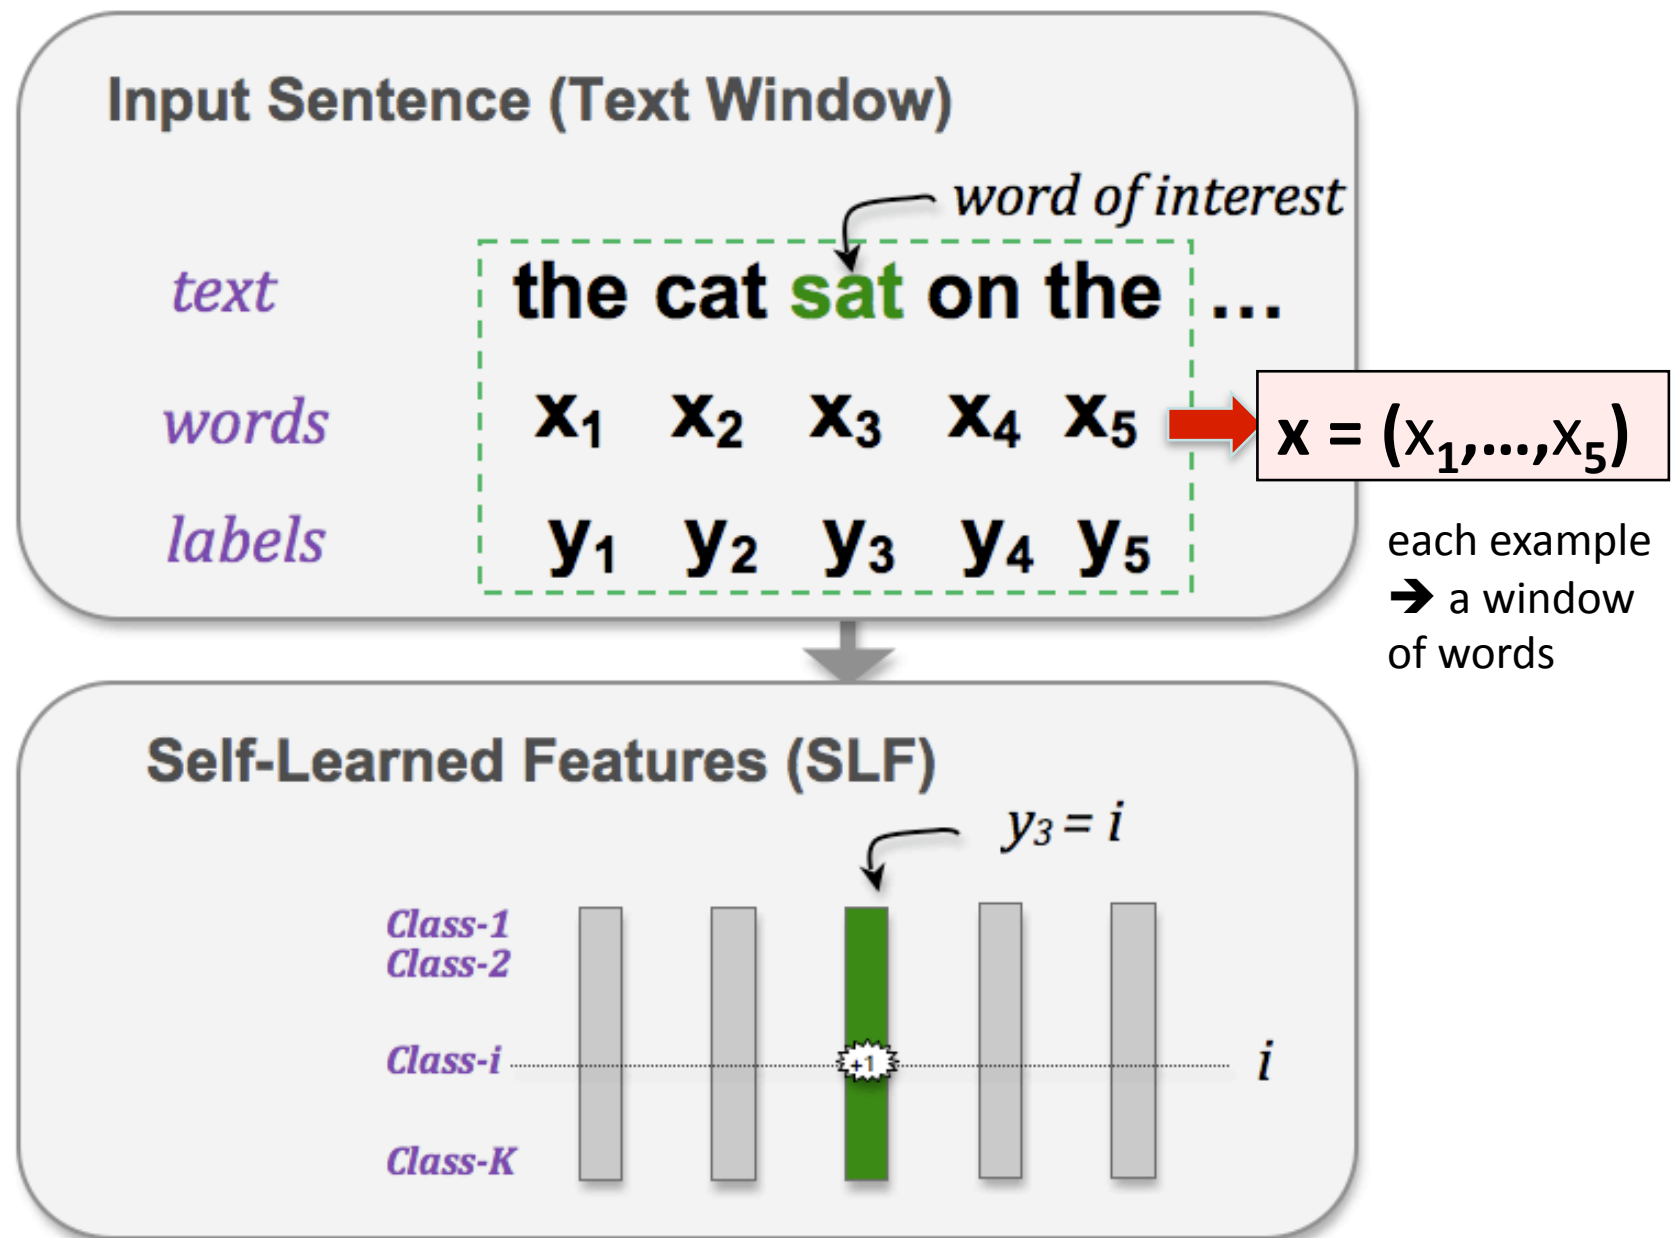 Input Sentence (Text Window)
word of interest
text the cat sat on the ...
words x₁ x₂ x₃ x₄ x₅
x = (x₁,...,x₅)
labels y₁ y₂ y₃ y₄ y₅
each example
➔ a window
of words
Self-Learned Features (SLF)
y₃ = i
Class-1
Class-2
Class-i +1 i
Class-K